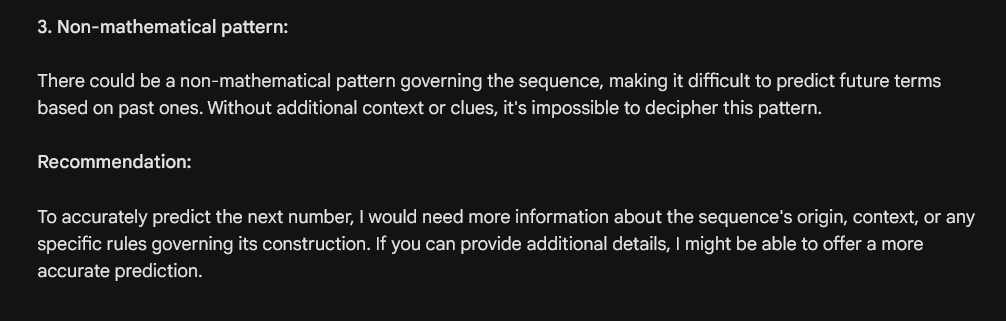 3. Non-mathematical pattern:
There could be a non-mathematical pattern governing the sequence, making it difficult to predict future terms
based on past ones. Without additional context or clues, it's impossible to decipher this pattern.
Recommendation:
To accurately predict the next number, I would need more information about the sequence's origin, context, or any
specific rules governing its construction. If you can provide additional details, I might be able to offer a more
accurate prediction.